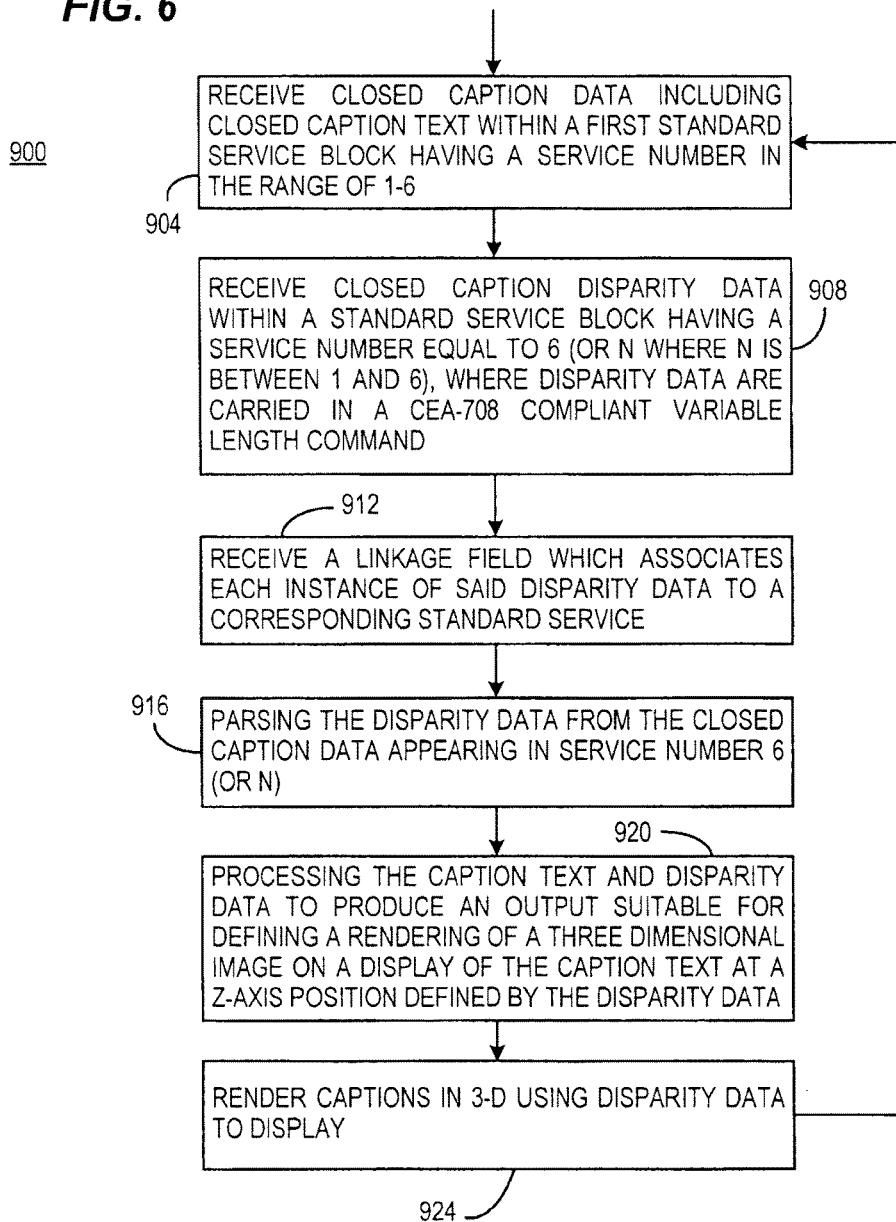 FIG. 6
900
RECEIVE CLOSED CAPTION DATA INCLUDING
CLOSED CAPTION TEXT WITHIN A FIRST STANDARD
SERVICE BLOCK HAVING A SERVICE NUMBER IN
THE RANGE OF 1-6
904
RECEIVE CLOSED CAPTION DISPARITY DATA
WITHIN A STANDARD SERVICE BLOCK HAVING A
SERVICE NUMBER EQUAL TO 6 (OR N WHERE N IS
BETWEEN 1 AND 6), WHERE DISPARITY DATA ARE
CARRIED IN A CEA-708 COMPLIANT VARIABLE
LENGTH COMMAND
908
912
RECEIVE A LINKAGE FIELD WHICH ASSOCIATES
EACH INSTANCE OF SAID DISPARITY DATA TO A
CORRESPONDING STANDARD SERVICE
916
PARSING THE DISPARITY DATA FROM THE CLOSED
CAPTION DATA APPEARING IN SERVICE NUMBER 6
(OR N)
920
PROCESSING THE CAPTION TEXT AND DISPARITY
DATA TO PRODUCE AN OUTPUT SUITABLE FOR
DEFINING A RENDERING OF A THREE DIMENSIONAL
IMAGE ON A DISPLAY OF THE CAPTION TEXT AT A
Z-AXIS POSITION DEFINED BY THE DISPARITY DATA
RENDER CAPTIONS IN 3-D USING DISPARITY DATA
TO DISPLAY
924